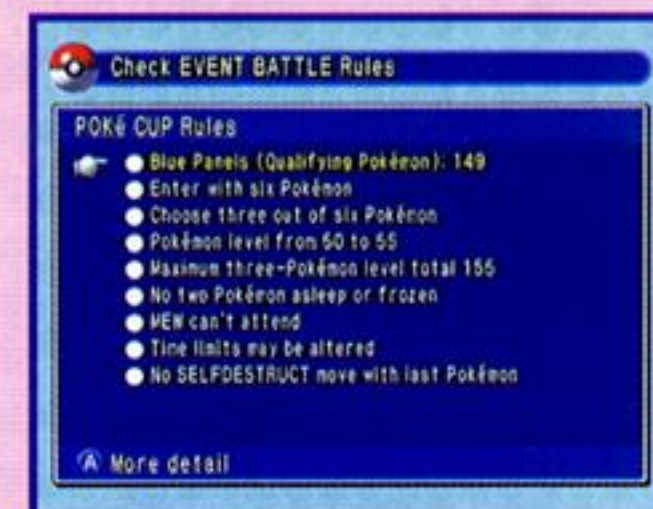 Check EVENT BATTLE Rules
POKé CUP Rules
Blue Panels (Qualifying Pokémon): 149
Enter with six Pokémon
Choose three out of six Pokémon
Pokémon level from 50 to 55
Maximum three-Pokémon level total 155
No two Pokémon asleep or frozen
MEW can't attend
Time limits may be altered
No SELFDESTRUCT move with last Pokémon
A More detail